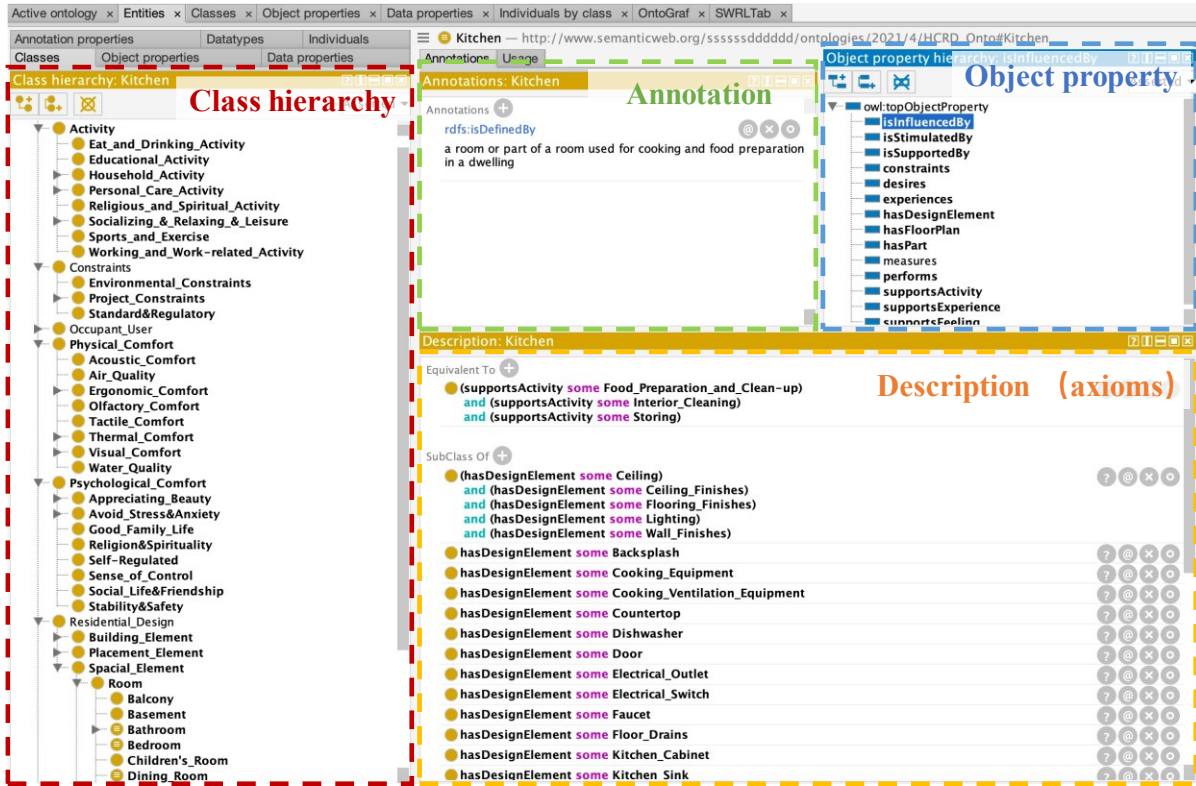 Active ontology × Entities × Classes × Object properties × Data properties × Individuals by class × OntoGraf × SWRLTab ×
Annotation properties Datatypes Individuals
Classes Object properties Data properties
Class hierarchy: Kitchen
Class hierarchy
Activity
Eat_and_Drinking_Activity
Educational_Activity
Household_Activity
Personal_Care_Activity
Religious_and_Spiritual_Activity
Socializing_&_Relaxing_&_Leisure
Sports_and_Exercise
Working_and_Work-related_Activity
Constraints
Environmental_Constraints
Project_Constraints
Standard&Regulatory
Occupant_User
Physical_Comfort
Acoustic_Comfort
Air_Quality
Ergonomic_Comfort
Olfactory_Comfort
Tactile_Comfort
Thermal_Comfort
Visual_Comfort
Water_Quality
Psychological_Comfort
Appreciating_Beauty
Avoid_Stress&Anxiety
Good_Family_Life
Religion&Spirituality
Self-Regulated
Sense_of_Control
Social_Life&Friendship
Stability&Safety
Residential_Design
Building_Element
Placement_Element
Spacial_Element
Room
Balcony
Basement
Bathroom
Bedroom
Children's_Room
Dining_Room
Kitchen — http://www.semanticweb.org/ssssssdddddd/ontologies/2021/4/HCRD_Onto#Kitchen
Annotations Usage
Annotations: Kitchen
Annotation
Annotations
rdfs:isDefinedBy
a room or part of a room used for cooking and food preparation
in a dwelling
Object property hierarchy: isInfluencedBy
Object property
owl:topObjectProperty
isInfluencedBy
isStimulatedBy
isSupportedBy
constraints
desires
experiences
hasDesignElement
hasFloorPlan
hasPart
measures
performs
supportsActivity
supportsExperience
supportsFeeling
Description: Kitchen
Description (axioms)
Equivalent To
(supportsActivity some Food_Preparation_and_Clean-up)
and (supportsActivity some Interior_Cleaning)
and (supportsActivity some Storing)
SubClass Of
(hasDesignElement some Ceiling)
and (hasDesignElement some Ceiling_Finishes)
and (hasDesignElement some Flooring_Finishes)
and (hasDesignElement some Lighting)
and (hasDesignElement some Wall_Finishes)
hasDesignElement some Backsplash
hasDesignElement some Cooking_Equipment
hasDesignElement some Cooking_Ventilation_Equipment
hasDesignElement some Countertop
hasDesignElement some Dishwasher
hasDesignElement some Door
hasDesignElement some Electrical_Outlet
hasDesignElement some Electrical_Switch
hasDesignElement some Faucet
hasDesignElement some Floor_Drains
hasDesignElement some Kitchen_Cabinet
hasDesignElement some Kitchen_Sink